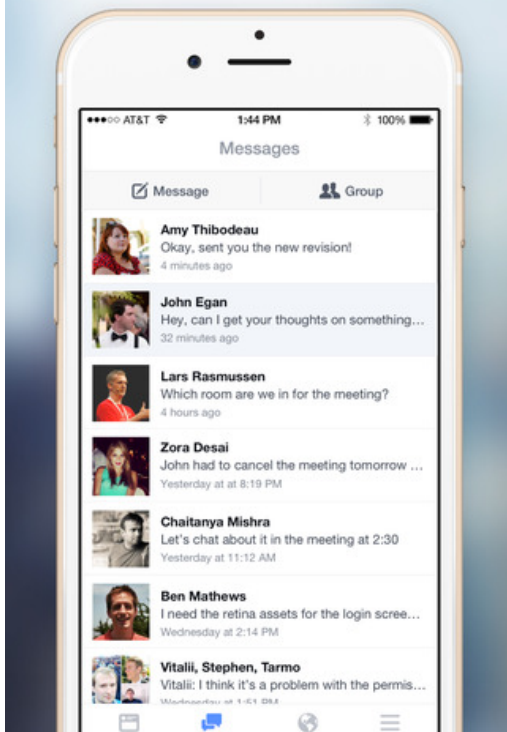 AT&T 1:44 PM 100%
Messages
Message Group
Amy Thibodeau
Okay, sent you the new revision!
4 minutes ago
John Egan
Hey, can I get your thoughts on something...
32 minutes ago
Lars Rasmussen
Which room are we in for the meeting?
4 hours ago
Zora Desai
John had to cancel the meeting tomorrow ...
Yesterday at at 8:19 PM
Chaitanya Mishra
Let's chat about it in the meeting at 2:30
Yesterday at 11:12 AM
Ben Mathews
I need the retina assets for the login scree...
Wednesday at 2:14 PM
Vitalii, Stephen, Tarmo
Vitalii: I think it's a problem with the permis...
Wednesday at 1:51 PM